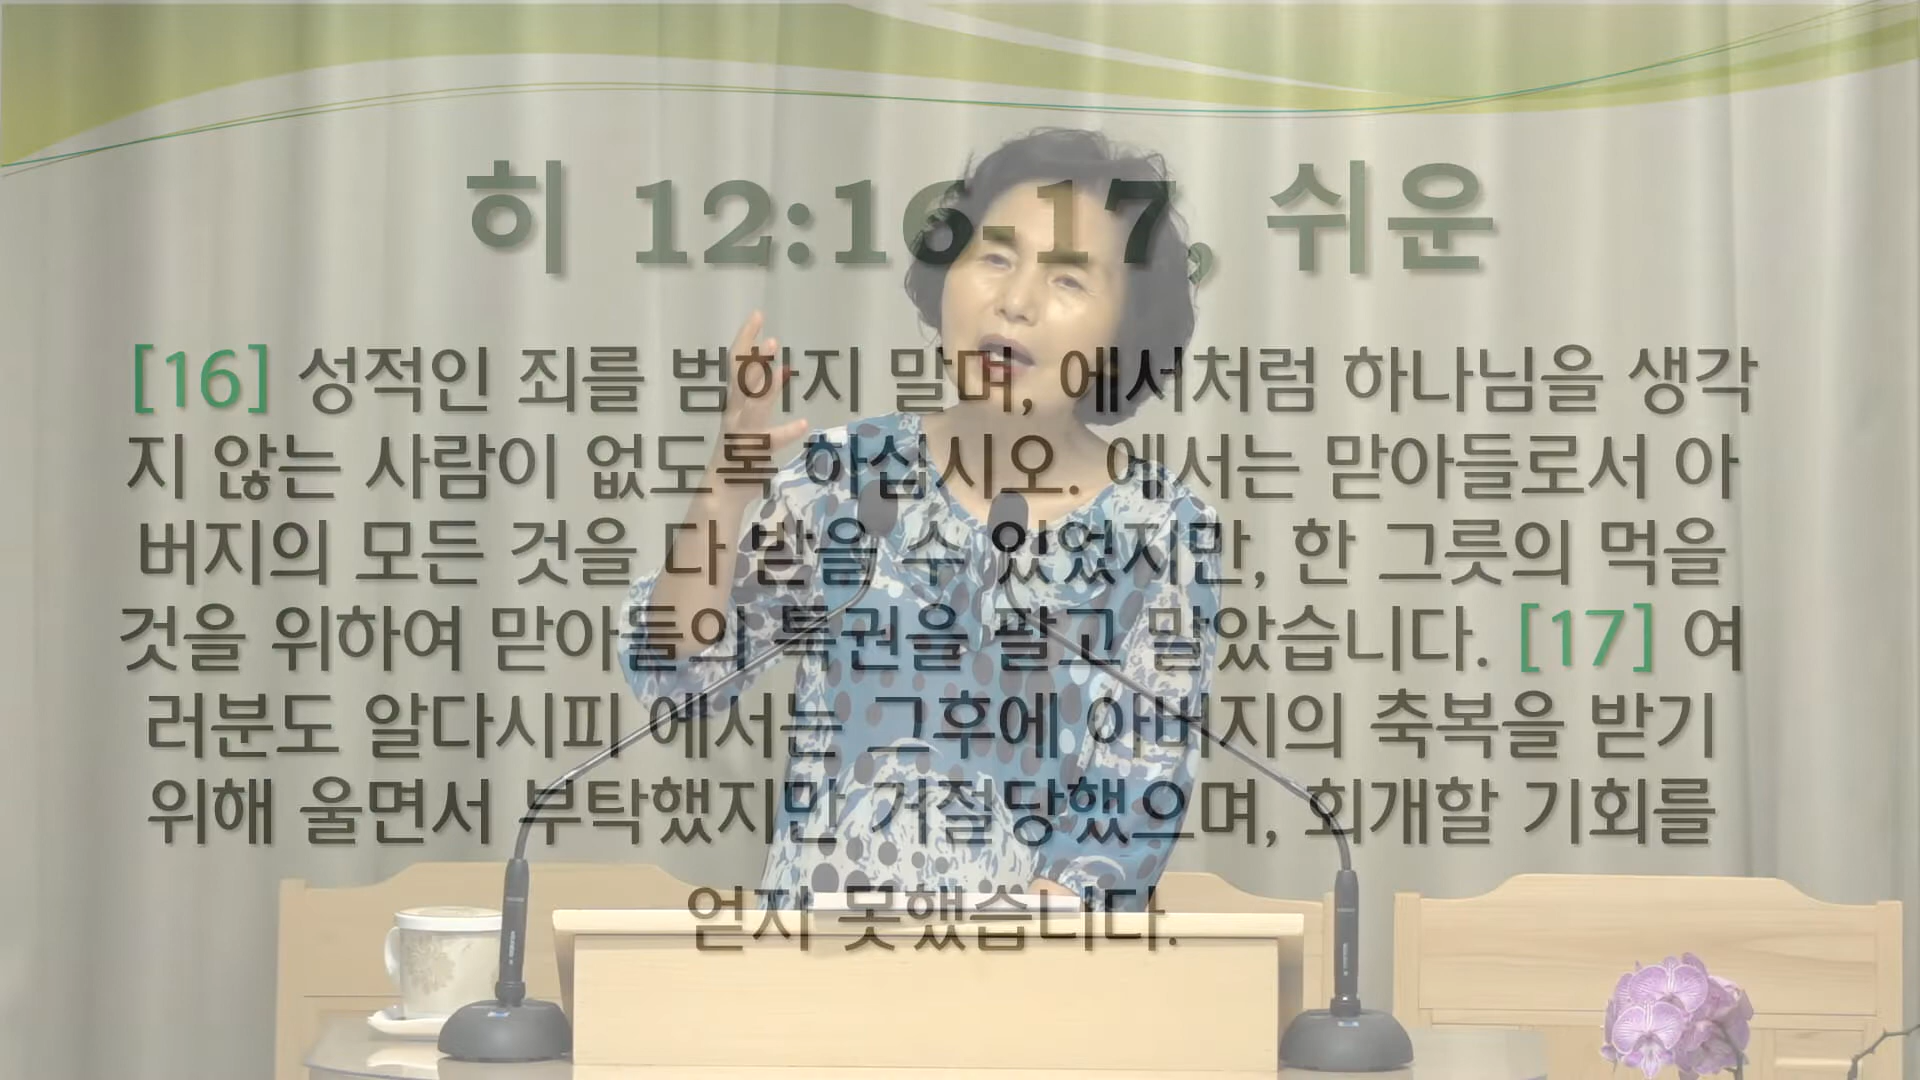 히 12:16-17, 쉬운
[16] 성적인 죄를 범하지 말며, 에서처럼 하나님을 생각
지 않는 사람이 없도록 하십시오. 에서는 맏아들로서 아
버지의 모든 것을 다 받을 수 있었지만, 한 그릇의 먹을
것을 위하여 맏아들의 특권을 팔고 말았습니다. [17] 여
러분도 알다시피 에서는 그후에 아버지의 축복을 받기
위해 울면서 부탁했지만 거절당했으며, 회개할 기회를
얻지 못했습니다.